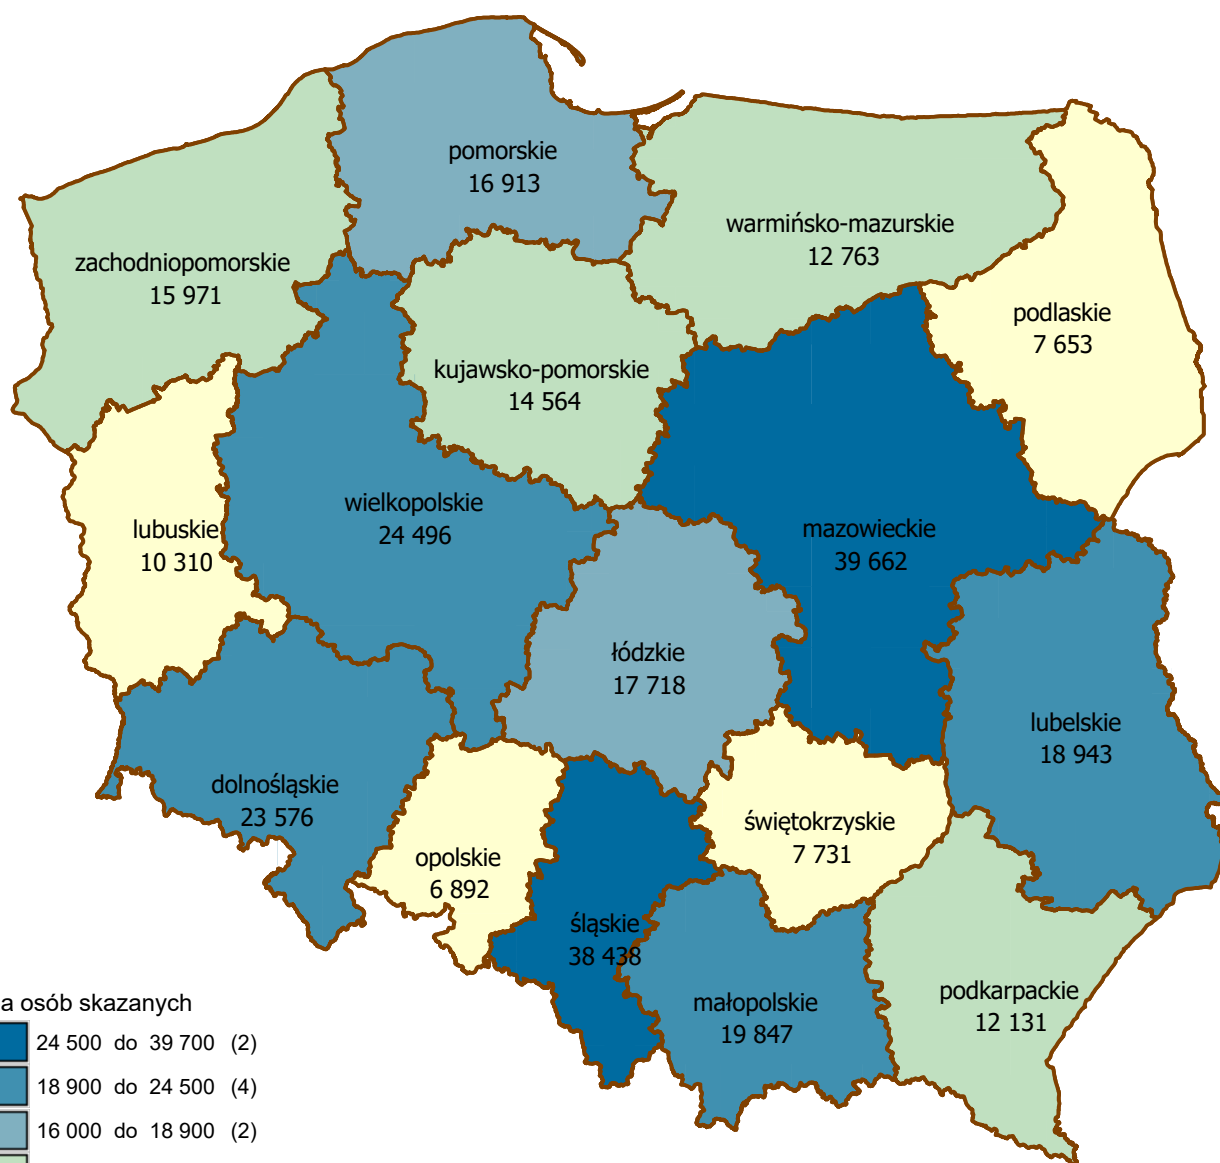 pomorskie
16 913
warmińsko-mazurskie
12 763
zachodniopomorskie
15 971
podlaskie
7 653
kujawsko-pomorskie
14 564
wielkopolskie
24 496
lubuskie
10 310
mazowieckie
39 662
łódzkie
17 718
lubelskie
18 943
dolnośląskie
23 576
świętokrzyskie
7 731
opolskie
6 892
śląskie
38 438
małopolskie
19 847
podkarpackie
12 131
a osób skazanych
24 500 do 39 700 (2)
18 900 do 24 500 (4)
16 000 do 18 900 (2)